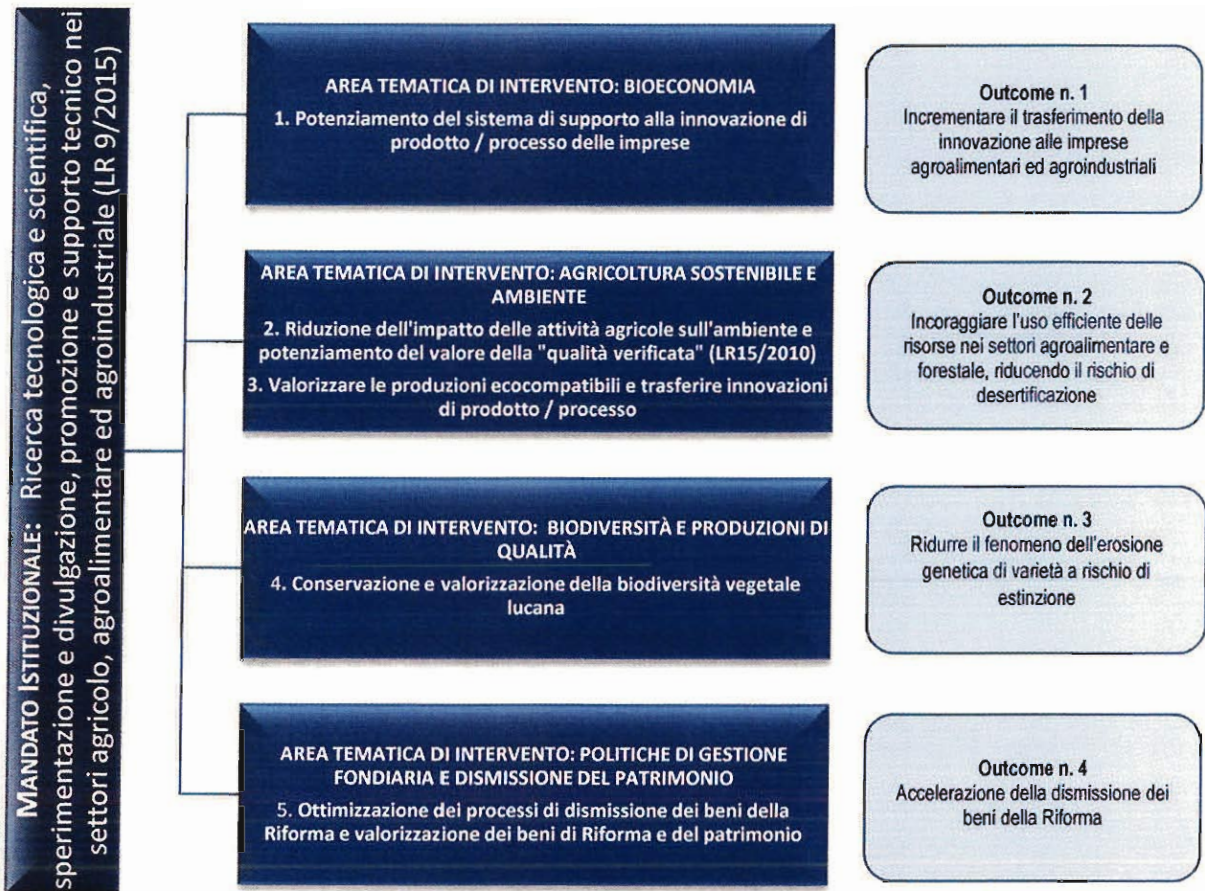 MANDATO ISTITUZIONALE: Ricerca tecnologica e scientifica,
sperimentazione e divulgazione, promozione e supporto tecnico nei
settori agricolo, agroalimentare ed agroindustriale (LR 9/2015)
AREA TEMATICA DI INTERVENTO: BIOECONOMIA
1. Potenziamento del sistema di supporto alla innovazione di
prodotto / processo delle imprese
Outcome n. 1
Incrementare il trasferimento della
innovazione alle imprese
agroalimentari ed agroindustriali
AREA TEMATICA DI INTERVENTO: AGRICOLTURA SOSTENIBILE E
AMBIENTE
2. Riduzione dell'impatto delle attività agricole sull'ambiente e
potenziamento del valore della "qualità verificata" (LR15/2010)
3. Valorizzare le produzioni ecocompatibili e trasferire innovazioni
di prodotto / processo
Outcome n. 2
Incoraggiare l'uso efficiente delle
risorse nei settori agroalimentare e
forestale, riducendo il rischio di
desertificazione
AREA TEMATICA DI INTERVENTO: BIODIVERSITÀ E PRODUZIONI DI
QUALITÀ
4. Conservazione e valorizzazione della biodiversità vegetale
lucana
Outcome n. 3
Ridurre il fenomeno dell'erosione
genetica di varietà a rischio di
estinzione
AREA TEMATICA DI INTERVENTO: POLITICHE DI GESTIONE
FONDIARIA E DISMISSIONE DEL PATRIMONIO
5. Ottimizzazione dei processi di dismissione dei beni della
Riforma e valorizzazione dei beni di Riforma e del patrimonio
Outcome n. 4
Accelerazione della dismissione dei
beni della Riforma